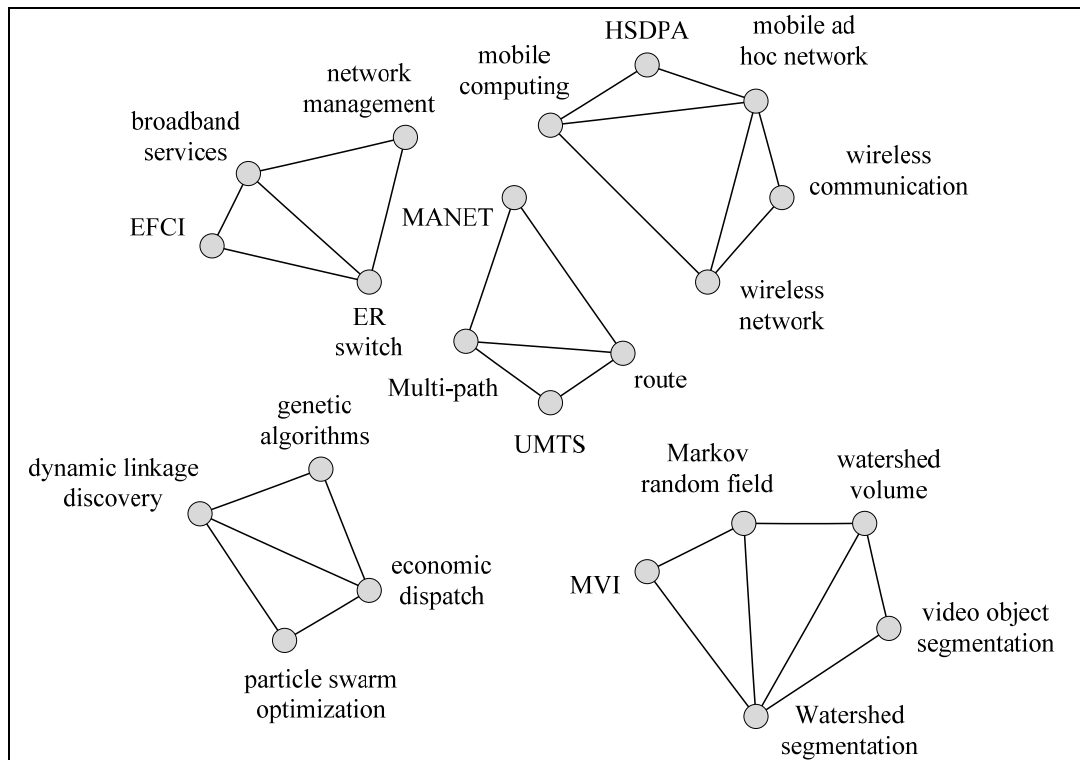 HSDPA
mobile ad
hoc network
mobile
computing
network
management
broadband
services
wireless
communication
EFCI
MANET
wireless
network
ER
switch
Multi-path
route
UMTS
genetic
algorithms
dynamic linkage
discovery
economic
dispatch
particle swarm
optimization
Markov
random field
watershed
volume
MVI
video object
segmentation
Watershed
segmentation